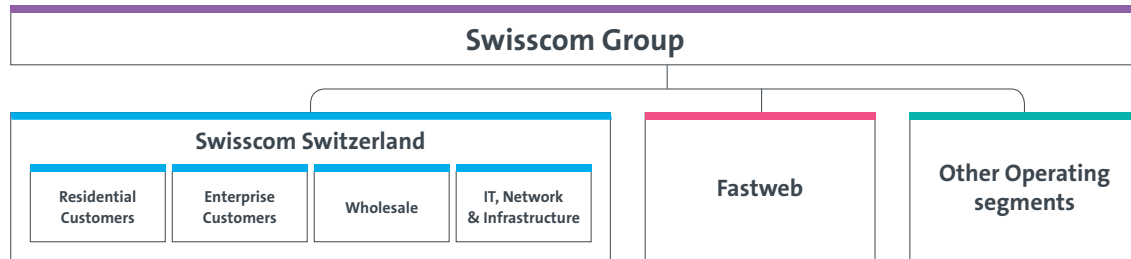 Swisscom Group
Swisscom Switzerland
Residential
Customers
Enterprise
Customers
Wholesale
IT, Network
& Infrastructure
Fastweb
Other Operating
segments